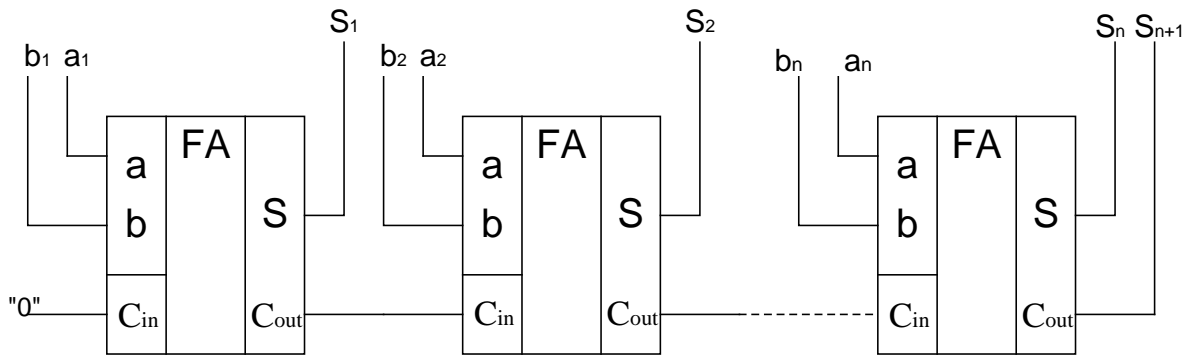 S₁ S₂ Sₙ Sₙ₊₁
b₁ a₁ b₂ a₂ bₙ aₙ
FA FA FA
a a a
b S b S b S
"0" Cin Cout Cin Cout Cin Cout